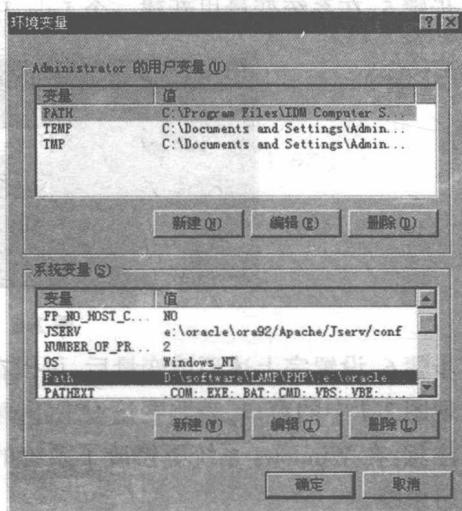 环境变量
Administrator 的用户变量(U)
变量 值
PATH C:\Program Files\IDM Computer S...
TEMP C:\Documents and Settings\Admin...
TMP C:\Documents and Settings\Admin...
新建(N) 编辑(E) 删除(D)
系统变量(S)
变量 值
FP_NO_HOST_C... NO
JSERV e:\oracle\ora92/Apache/Jserv/conf
NUMBER_OF_PR... 2
OS Windows_NT
Path D:\software\LAMP\PHP\;e:\oracle
PATHEXT .COM;.EXE;.BAT;.CMD;.VBS;.VBE;....
新建(W) 编辑(I) 删除(L)
确定 取消